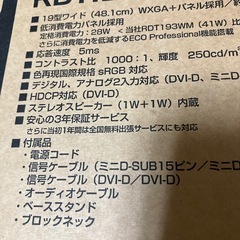 ・19型ワイド(48.1cm)WXGA+パネル採用/
低消費電力パネル採用
定格消費電力：28W <当社RDT193WM(41W)比
さらに消費電力を低減するECO Professional機能搭載
・応答速度 5ms
・コントラスト比 1000：1、輝度 250cd/m
・色再現国際規格sRGB 対応
・デジタル、アナログ2入力対応(DVI-D、ミニD
・HDCP対応(DVI-D)
・ステレオスピーカー(1W+1W)内蔵
■安心の3年保証サービス
さらに当初1年間は全国無料出張サービスにも対応
■付属品
・電源コード
・信号ケーブル(ミニD-SUB15ピン/ミニD
・信号ケーブル(DVI-D/DVI-D)
・オーディオケーブル
・ベーススタンド
・ブロックネック